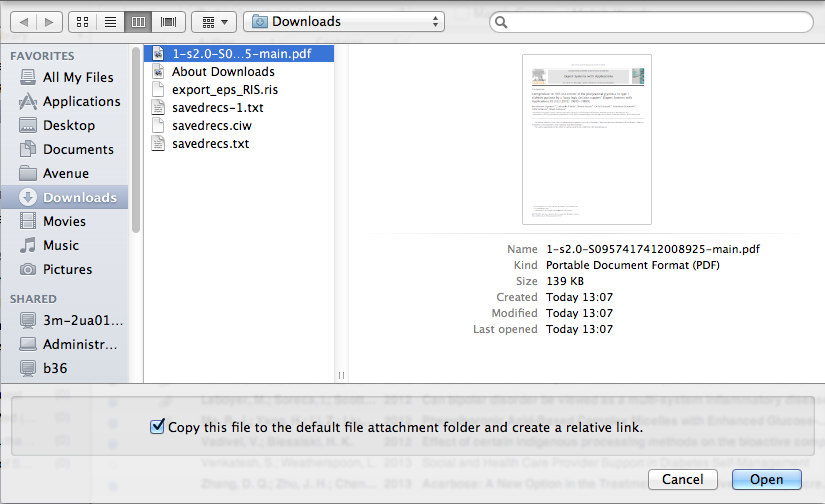 Downloads
FAVORITES
All My Files
Applications
Desktop
Documents
Avenue
Downloads
Movies
Music
Pictures
SHARED
3m-2ua01...
Administr...
b36
1-s2.0-S0...5-main.pdf
About Downloads
export_eps_RIS.ris
savedrecs-1.txt
savedrecs.ciw
savedrecs.txt
Name 1-s2.0-S0957417412008925-main.pdf
Kind Portable Document Format (PDF)
Size 139 KB
Created Today 13:07
Modified Today 13:07
Last opened Today 13:07
Copy this file to the default file attachment folder and create a relative link.
Cancel
Open